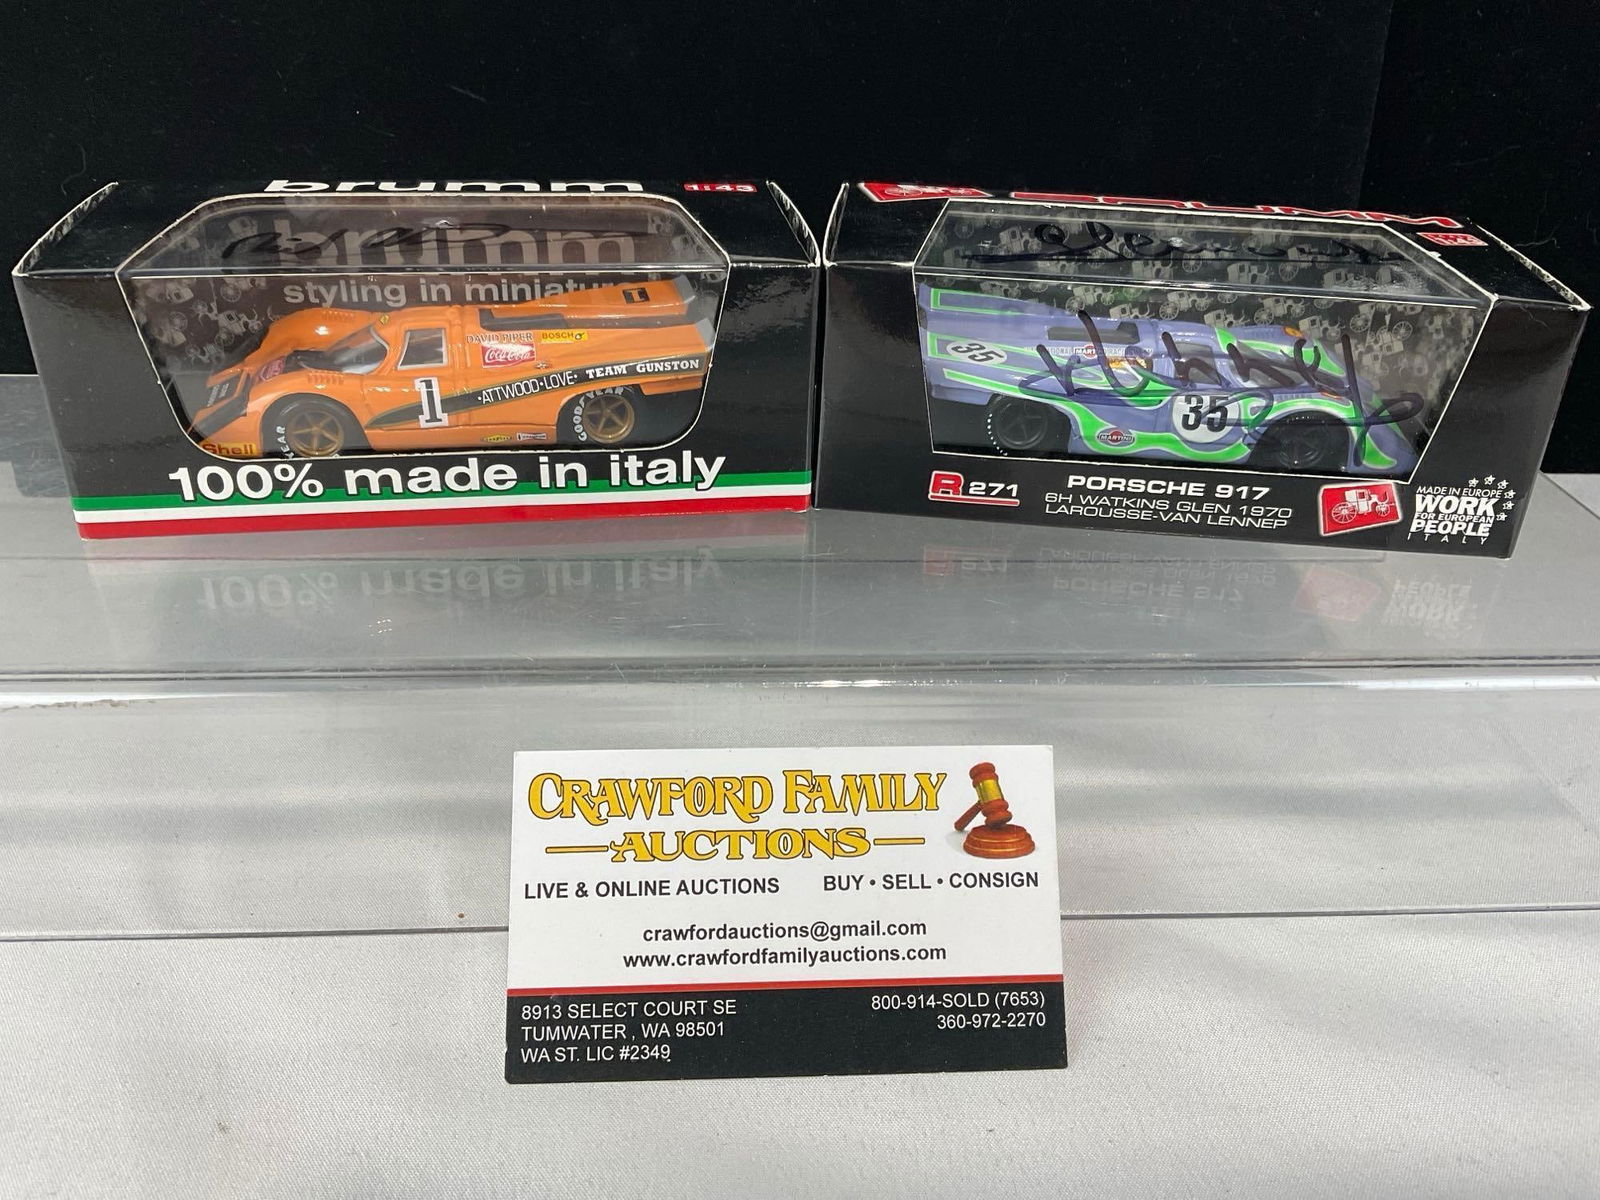 brumm
1:43
brumm
styling in miniature
1
DAVID PIPER
BOSCH
Coca-Cola
1
·ATTWOOD·LOVE·
TEAM GUNSTON
GOODYEAR
Shell
100% made in italy
BRUMM
35
MARTINI
35
MARTINI
R 271
PORSCHE 917
6H WATKINS GLEN 1970
LAROUSSE-VAN LENNEP
MADE IN EUROPE
WORK
FOR EUROPEAN
PEOPLE
ITALY
CRAWFORD FAMILY
AUCTIONS
LIVE & ONLINE AUCTIONS
BUY • SELL • CONSIGN
crawfordauctions@gmail.com
www.crawfordfamilyauctions.com
8913 SELECT COURT SE
TUMWATER , WA 98501
WA ST. LIC #2349
800-914-SOLD (7653)
360-972-2270